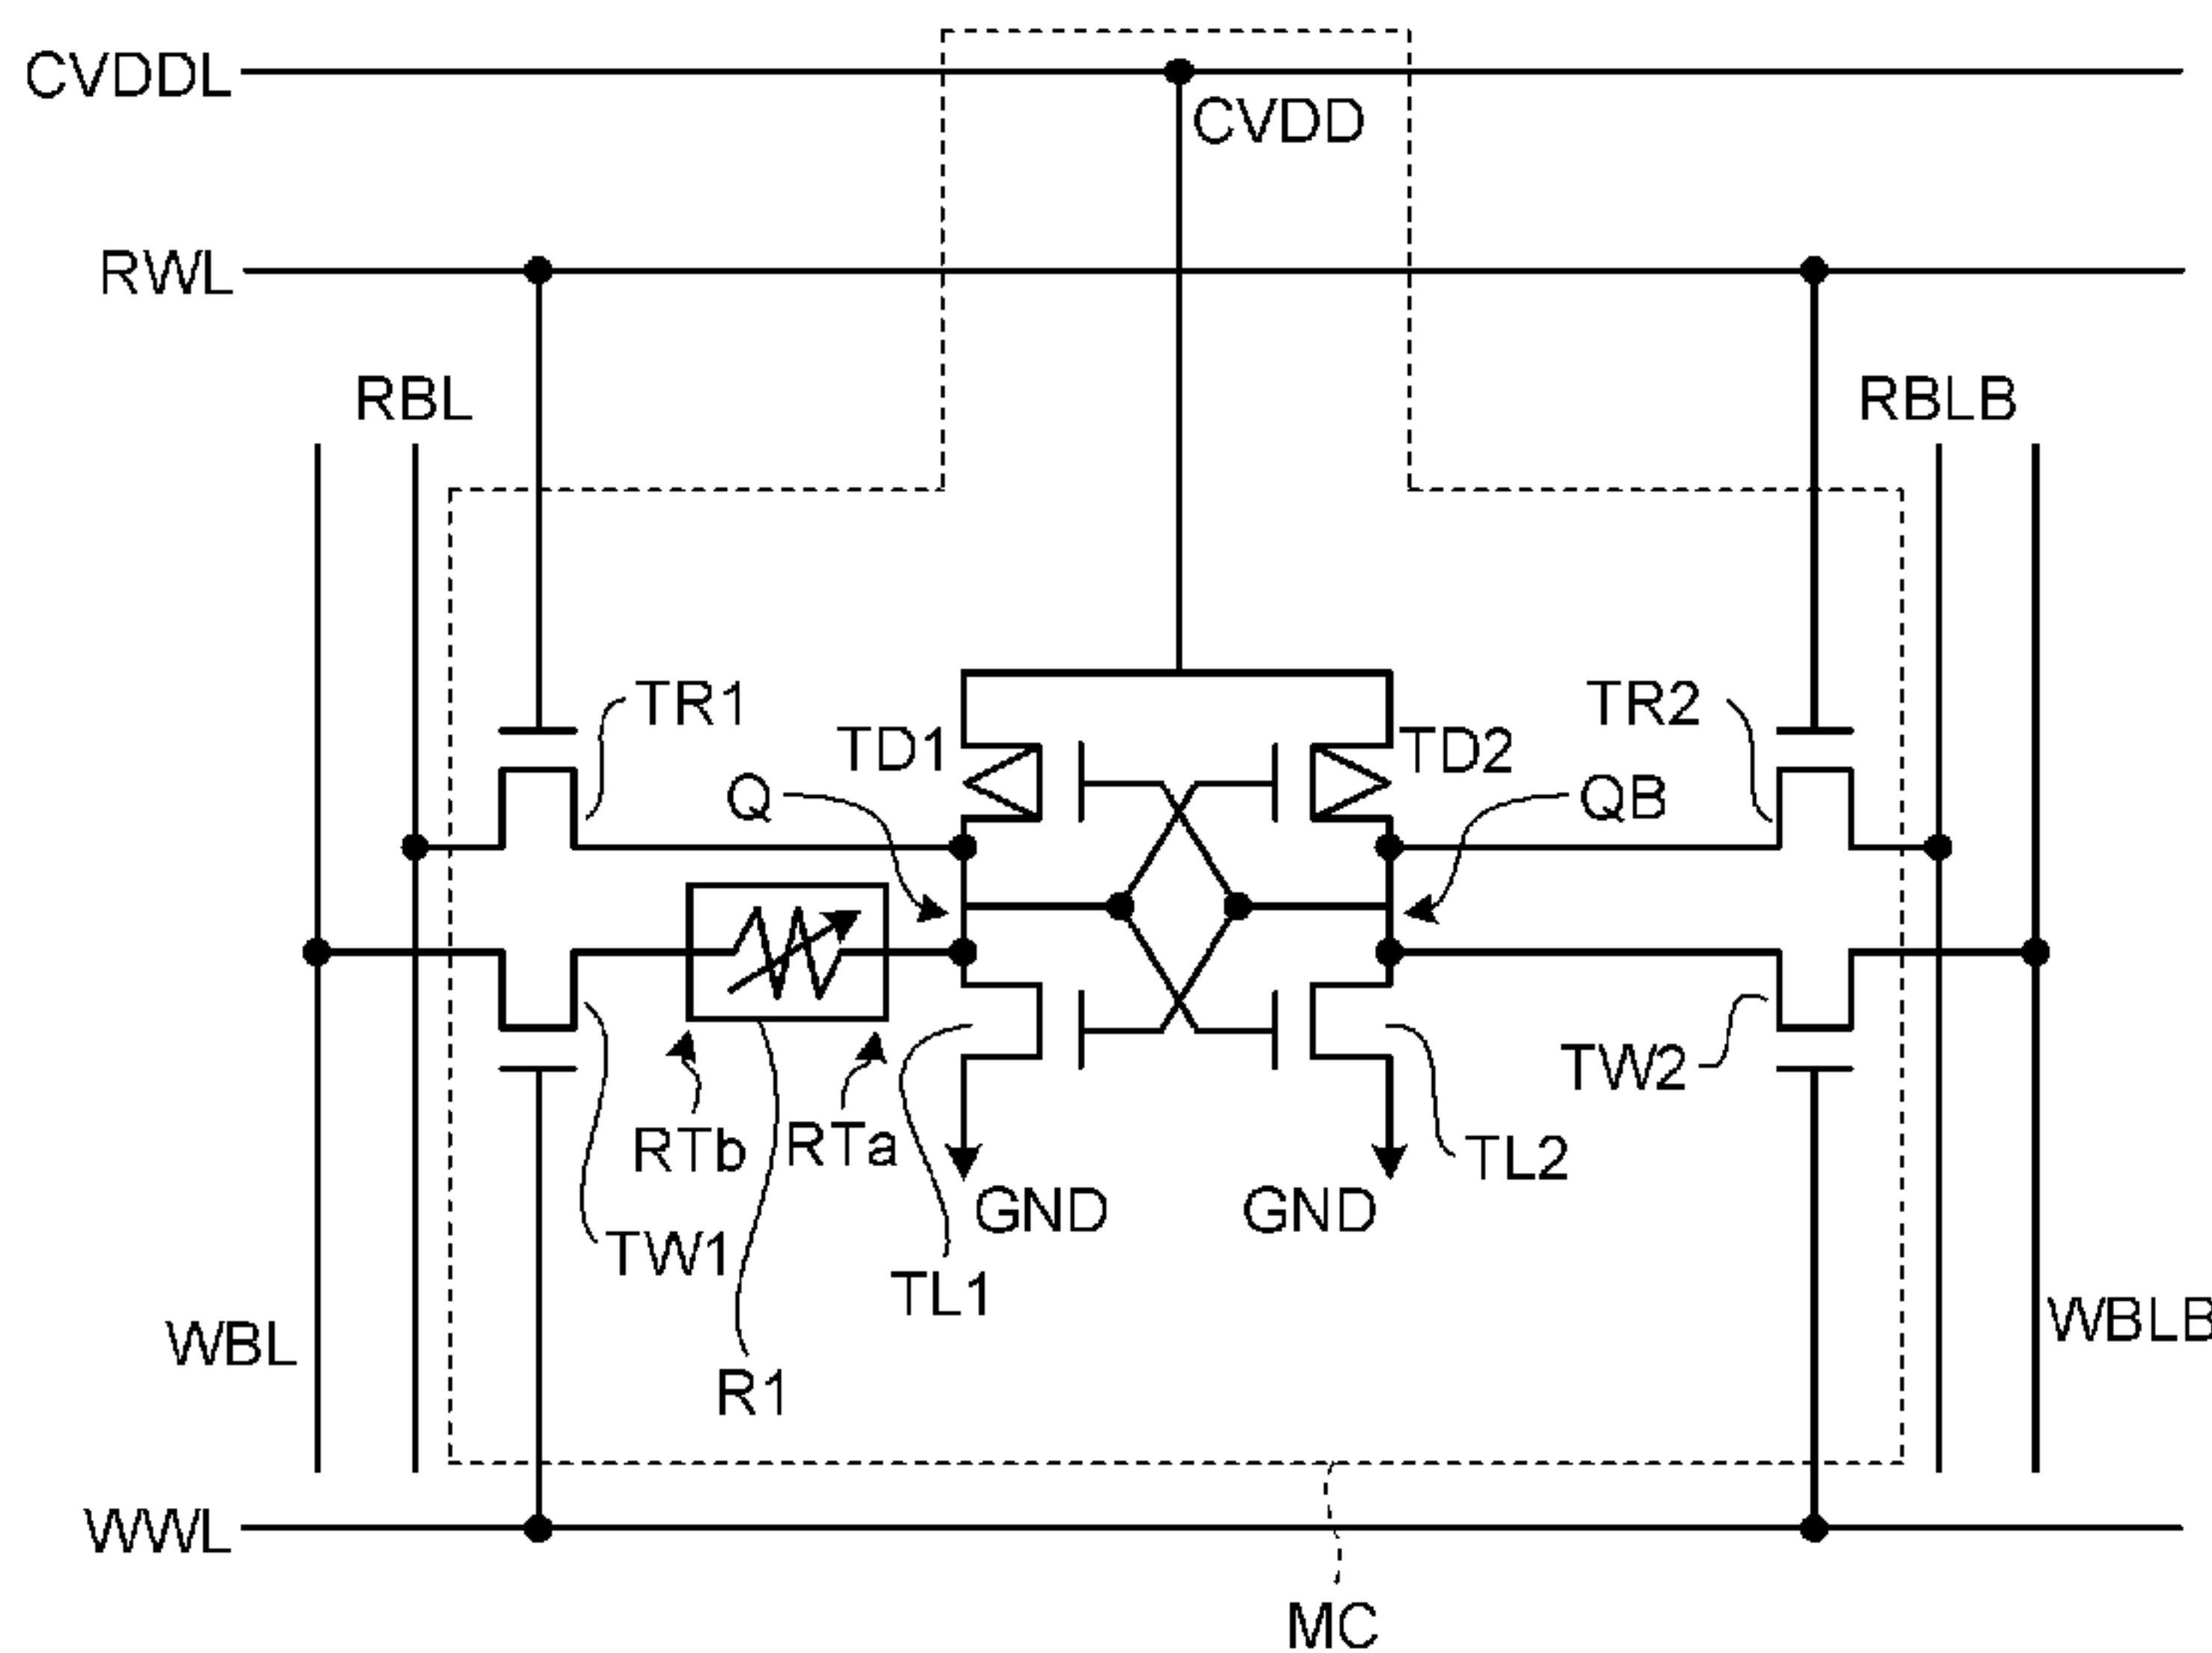 CVDDL
CVDD
RWL
RBL
RBLB
TR1
TR2
TD1
TD2
Q
QB
TW2
RTb
RTa
TL2
GND
GND
TW1
TL1
WBL
WBLB
R1
WWL
MC